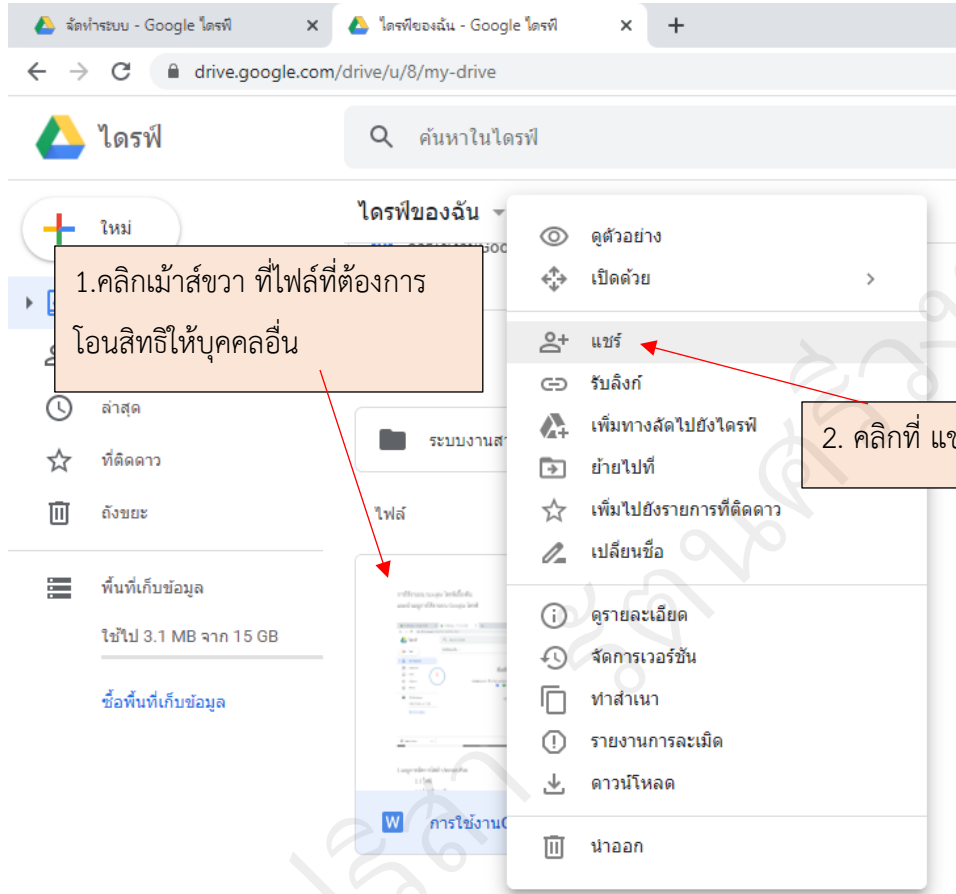 จัดทำระบบ - Google ไดรฟ์
ไดรฟ์ของฉัน - Google ไดรฟ์
drive.google.com/drive/u/8/my-drive
ไดรฟ์
ค้นหาในไดรฟ์
ใหม่
ไดรฟ์ของฉัน
1.คลิกเม้าส์ขวา ที่ไฟล์ที่ต้องการ
โอนสิทธิให้บุคคลอื่น
ดูตัวอย่าง
เปิดด้วย
แชร์
รับลิงก์
เพิ่มทางลัดไปยังไดรฟ์
ย้ายไปที่
เพิ่มไปยังรายการที่ติดดาว
เปลี่ยนชื่อ
ดูรายละเอียด
จัดการเวอร์ชัน
ทำสำเนา
รายงานการละเมิด
ดาวน์โหลด
นำออก
2. คลิกที่
ล่าสุด
ที่ติดดาว
ถังขยะ
พื้นที่เก็บข้อมูล
ใช้ไป 3.1 MB จาก 15 GB
ซื้อพื้นที่เก็บข้อมูล
ระบบงานสา
ไฟล์
W การใช้งานG